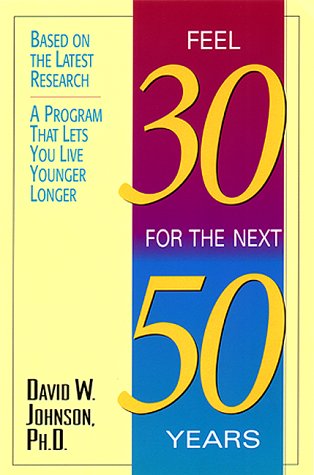 BASED ON
THE LATEST
RESEARCH
A PROGRAM
THAT LETS
YOU LIVE
YOUNGER
LONGER
FEEL
30
FOR THE NEXT
50
YEARS
DAVID W.
JOHNSON,
PH.D.